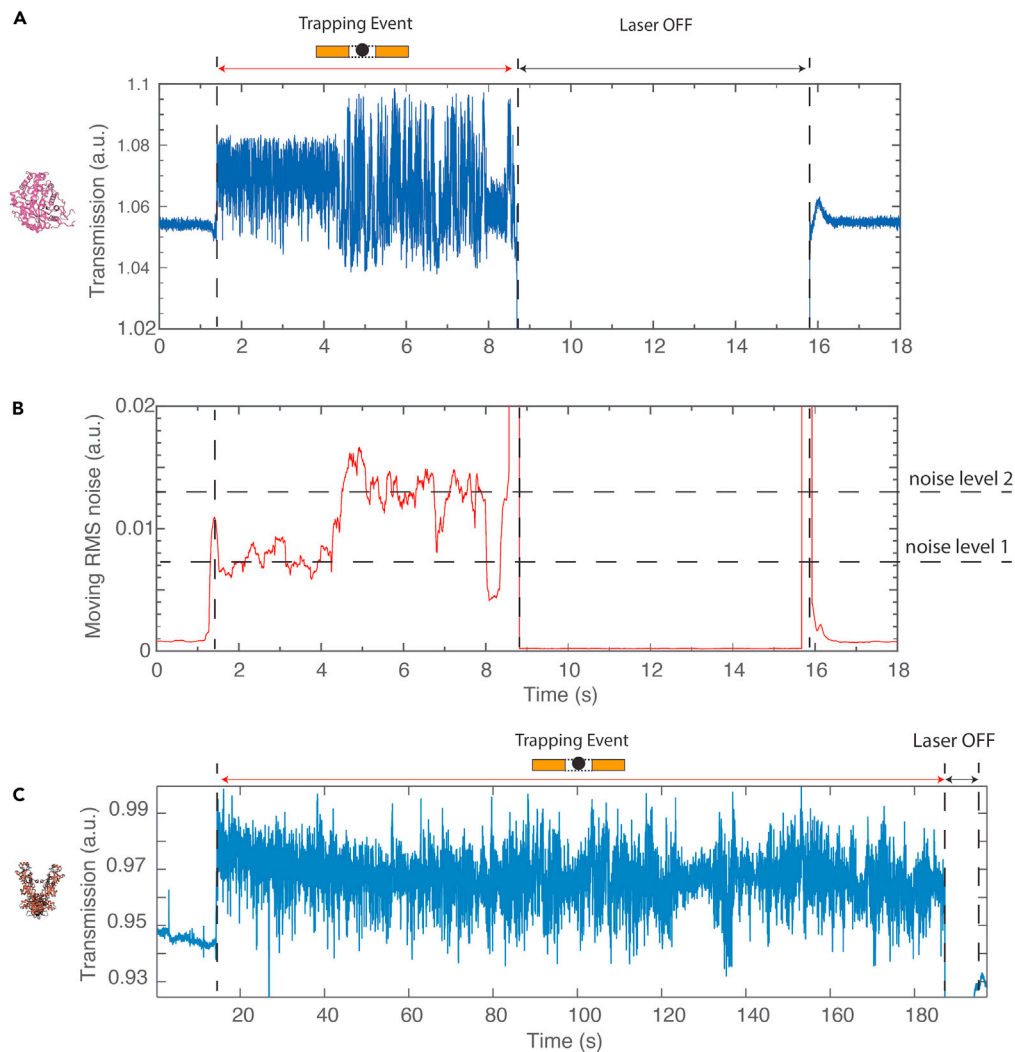 A
Trapping Event
Laser OFF
Transmission (a.u.)
1.1
1.08
1.06
1.04
1.02
0 2 4 6 8 10 12 14 16 18
B
Moving RMS noise (a.u.)
0.02
0.01
0
noise level 2
noise level 1
0 2 4 6 8 10 12 14 16 18
Time (s)
Trapping Event
Laser OFF
C
Transmission (a.u.)
0.99
0.97
0.95
0.93
20 40 60 80 100 120 140 160 180
Time (s)